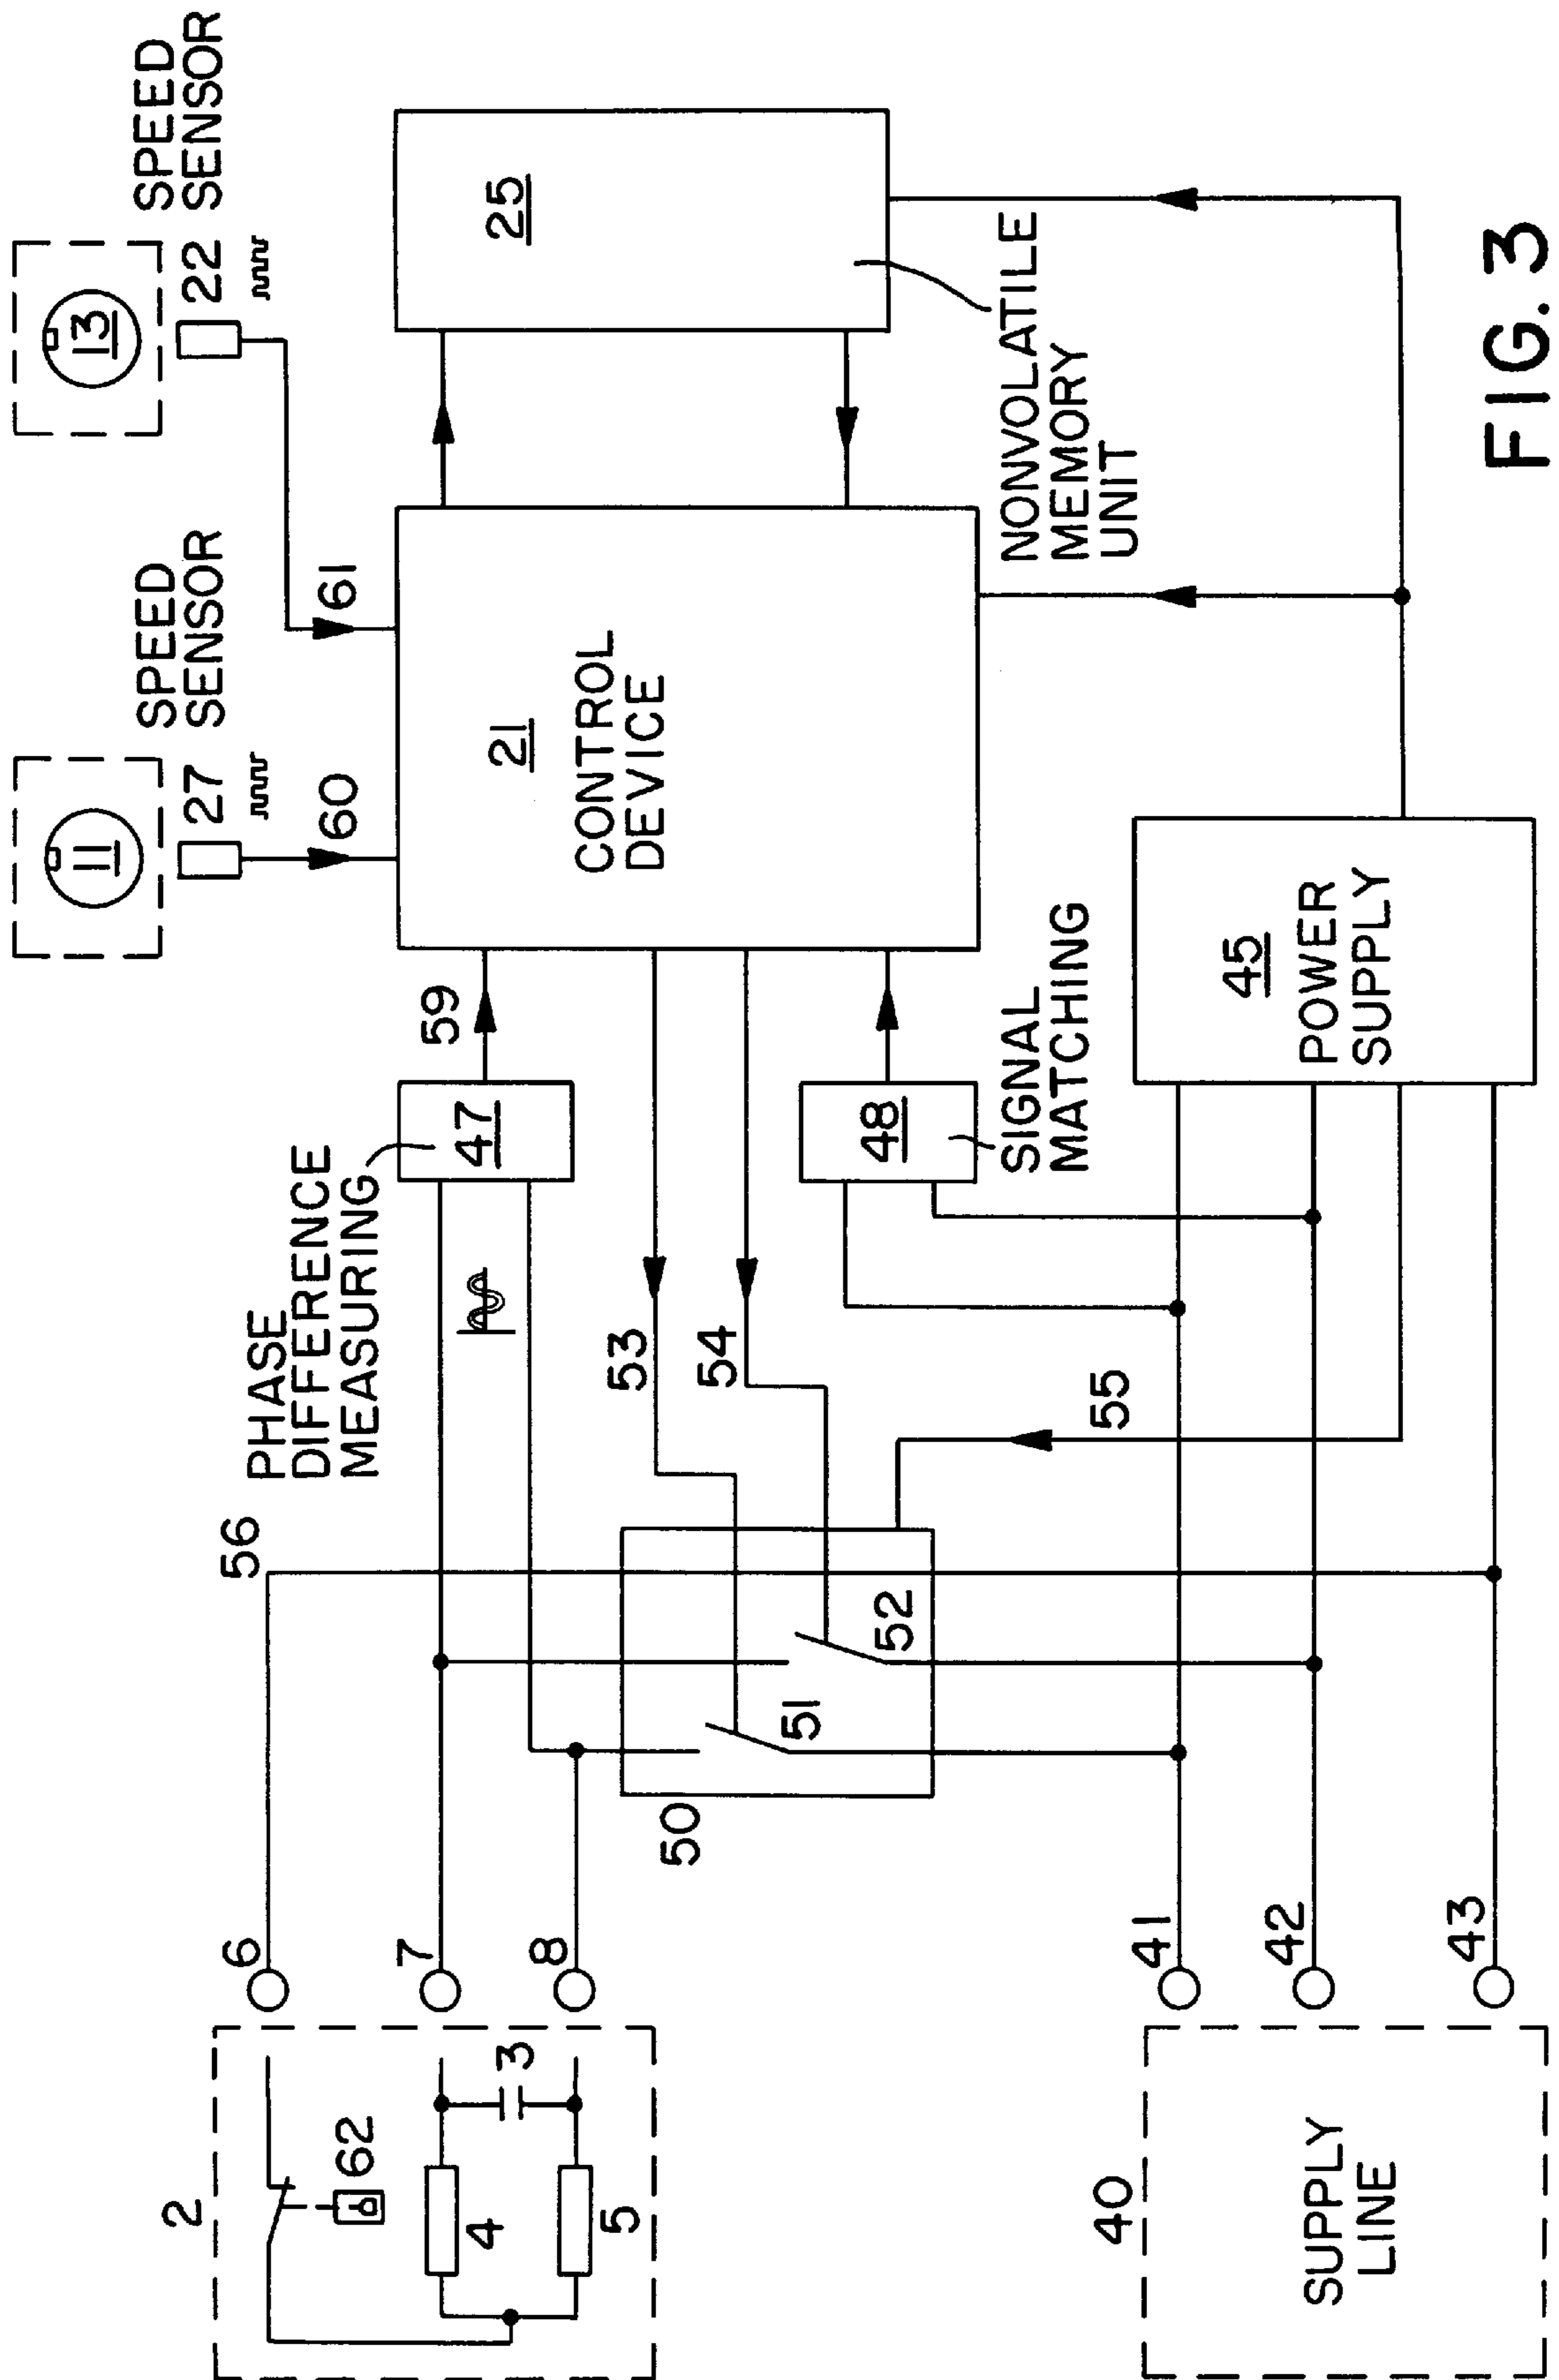 11
27
SPEED
SENSOR
60
13
22
SPEED
SENSOR
61
PHASE
DIFFERENCE
MEASURING
47
59
21
CONTROL
DEVICE
25
NONVOLATILE
MEMORY
UNIT
2
62
4
5
3
6
7
8
56
53
54
50
51
52
55
48
SIGNAL
MATCHING
40
SUPPLY
LINE
41
42
43
45
POWER
SUPPLY
FIG. 3